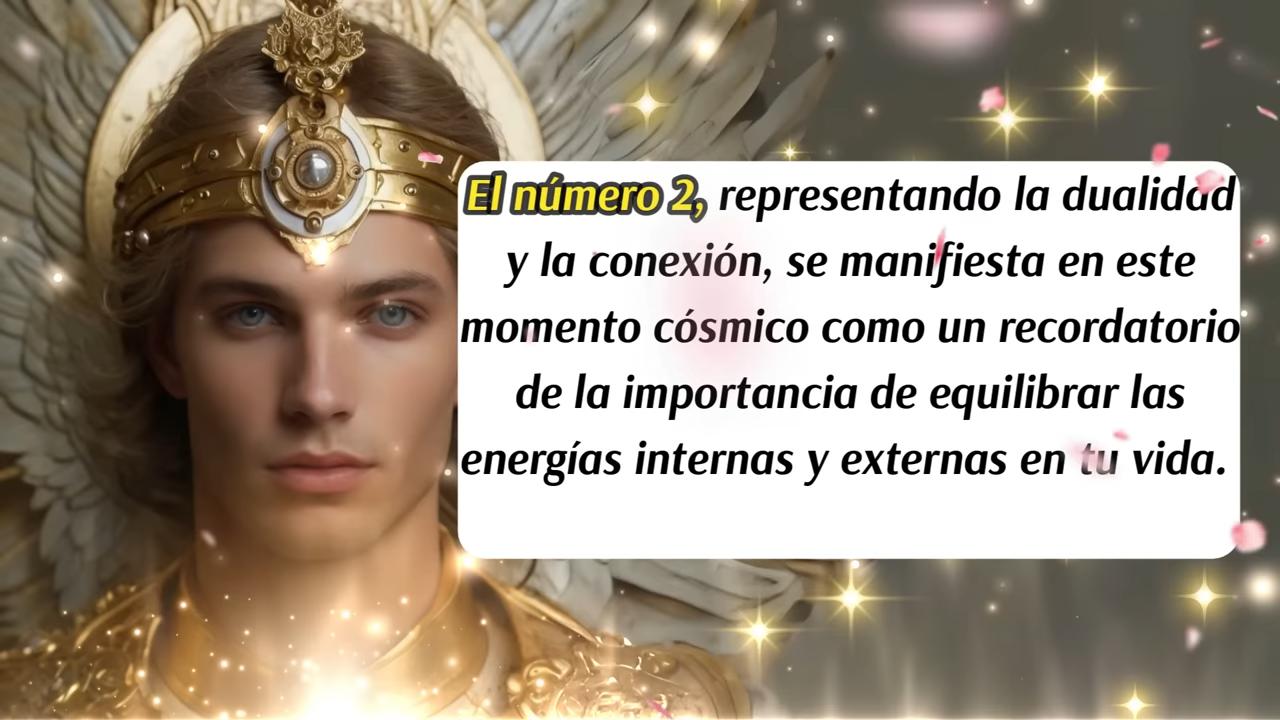 El número 2, representando la dualidad
y la conexión, se manifiesta en este
momento cósmico como un recordatorio
de la importancia de equilibrar las
energías internas y externas en tu vida.